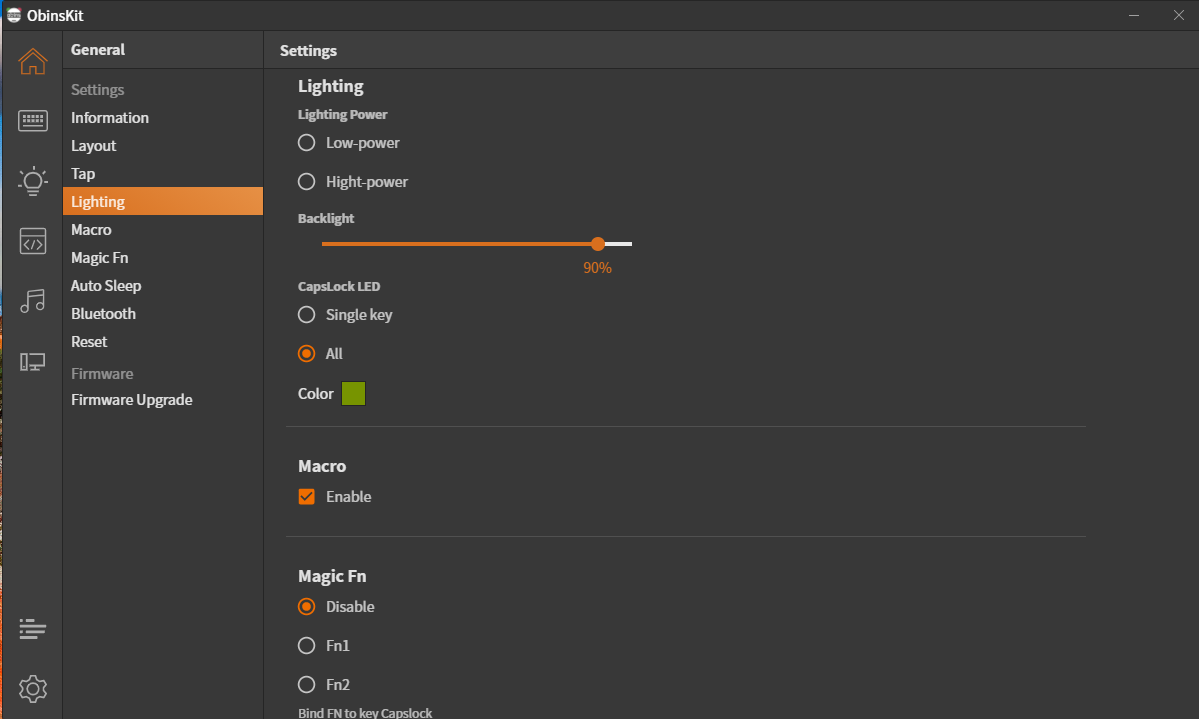 ObinsKit
General
Settings
Information
Layout
Tap
Lighting
Macro
Magic Fn
Auto Sleep
Bluetooth
Reset
Firmware
Firmware Upgrade
Settings
Lighting
Lighting Power
Low-power
Hight-power
Backlight
90%
CapsLock LED
Single key
All
Color
Macro
Enable
Magic Fn
Disable
Fn1
Fn2
Bind FN to key Capslock